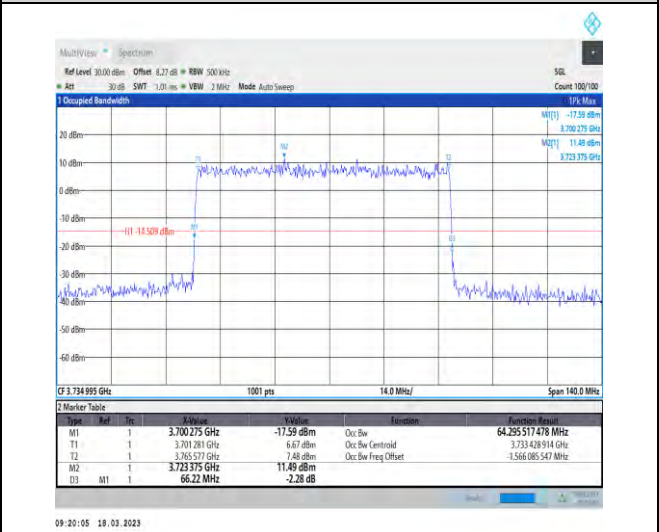 MultiView Spectrum
Ref Level 30.00 dBm Offset 8.27 dB RBW 500 kHz SGL
Att 30 dB SWT 1.01 ms VBW 2 MHz Mode Auto Sweep Count 100/100
1 Occupied Bandwidth 1Pk Max
M1[1] -17.59 dBm
3.700 275 GHz
M2[1] 11.49 dBm
3.723 375 GHz
20 dBm
M2
T1 T2
10 dBm
0 dBm
-10 dBm
H1 -14.509 dBm M1
-20 dBm
D3
-30 dBm
-40 dBm
-50 dBm
-60 dBm
CF 3.734 995 GHz 1001 pts 14.0 MHz/ Span 140.0 MHz
2 Marker Table
Type Ref Trc X-Value Y-Value Function Function Result
M1 1 3.700 275 GHz -17.59 dBm Occ Bw 64.295 517 478 MHz
T1 1 3.701 281 GHz 6.67 dBm Occ Bw Centroid 3.733 428 914 GHz
T2 1 3.765 577 GHz 7.48 dBm Occ Bw Freq Offset -1.566 085 547 MHz
M2 1 3.723 375 GHz 11.49 dBm
D3 M1 1 66.22 MHz -2.28 dB
09:20:05 18.03.2023